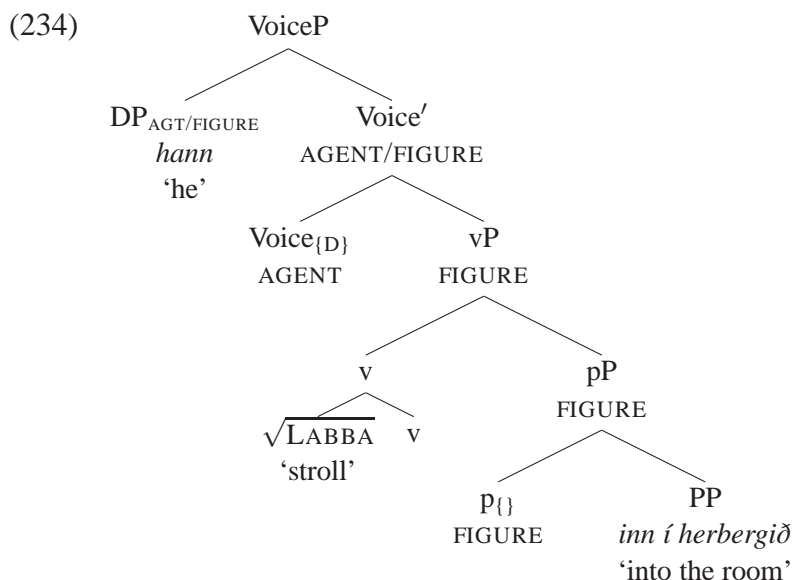 (234) VoiceP
DP_AGT/FIGURE Voice′
hann AGENT/FIGURE
‘he’
Voice_{D} vP
AGENT FIGURE
v pP
FIGURE
√LABBA v
‘stroll’
p_{} PP
FIGURE inn í herbergið
‘into the room’